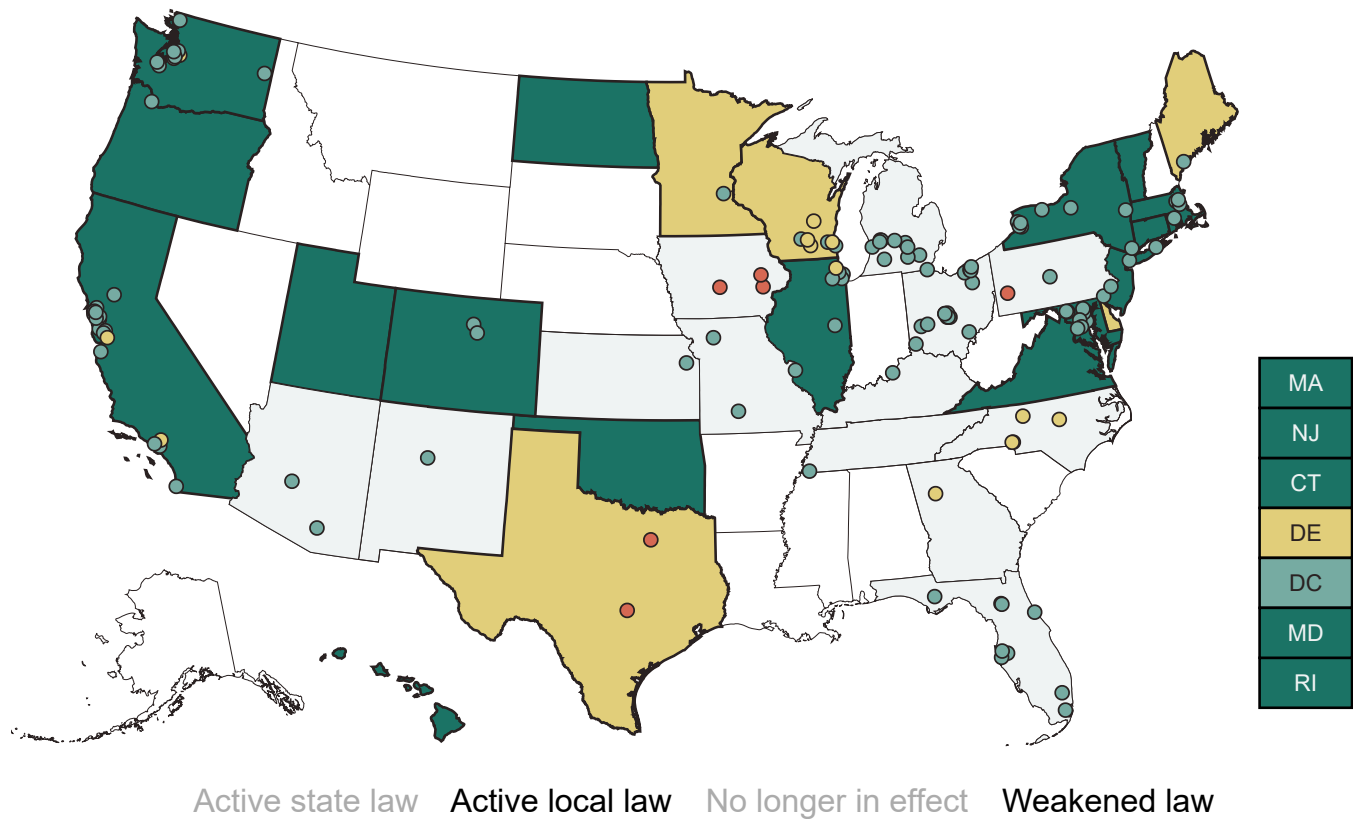 MA
NJ
CT
DE
DC
MD
RI
Active state law Active local law No longer in effect Weakened law